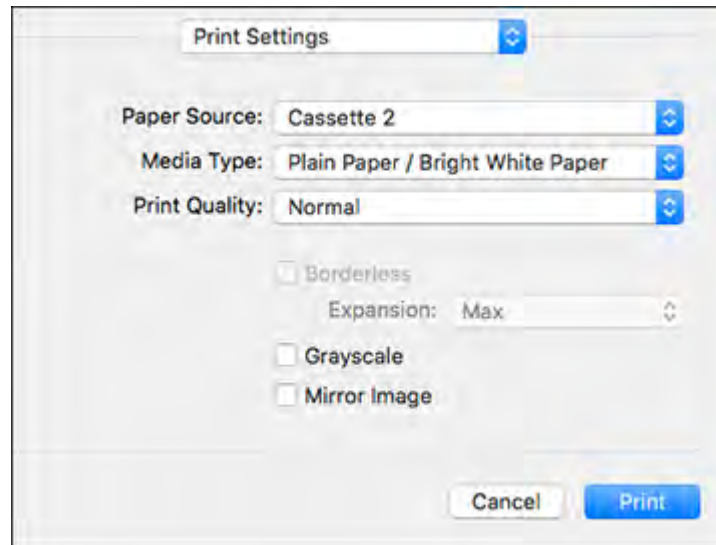 Print Settings
Paper Source: Cassette 2
Media Type: Plain Paper / Bright White Paper
Print Quality: Normal
Borderless
Expansion: Max
Grayscale
Mirror Image
Cancel Print